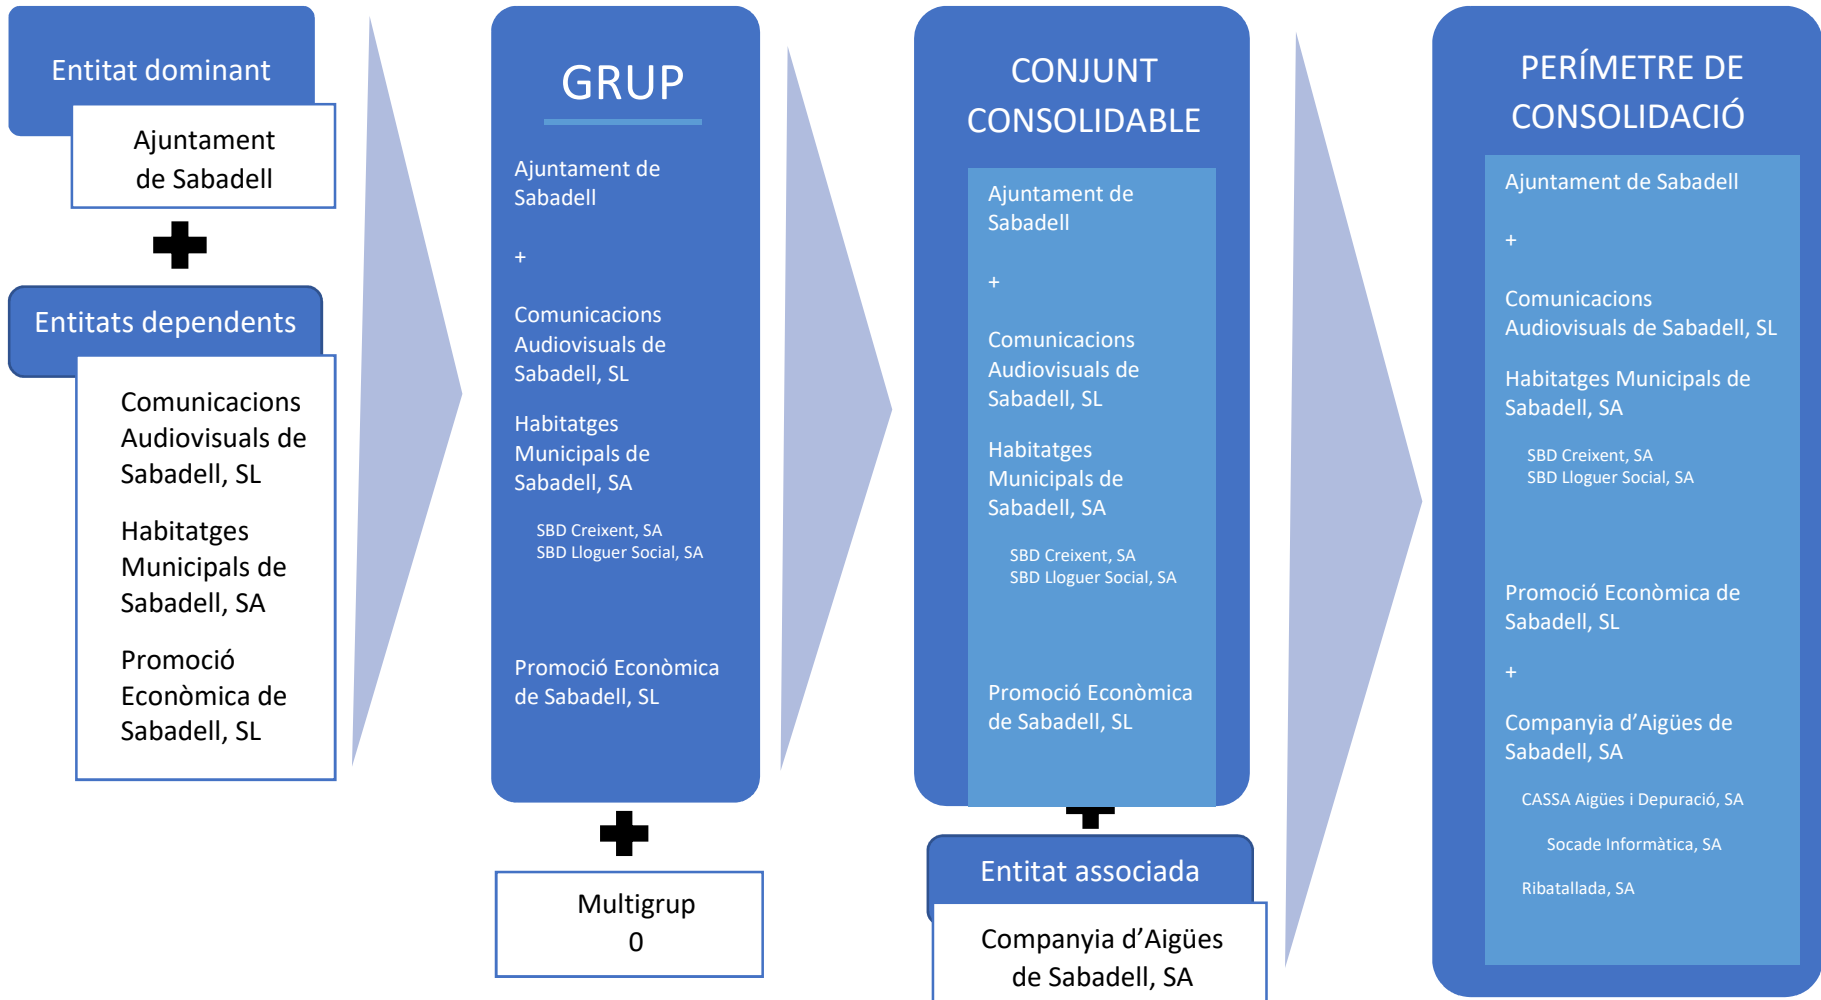 Entitat dominant
Ajuntament
de Sabadell
Entitats dependents
Comunicacions
Audiovisuals de
Sabadell, SL
Habitatges
Municipals de
Sabadell, SA
Promoció
Econòmica de
Sabadell, SL
GRUP
Ajuntament de
Sabadell
+
Comunicacions
Audiovisuals de
Sabadell, SL
Habitatges
Municipals de
Sabadell, SA
SBD Creixent, SA
SBD Lloguer Social, SA
Promoció Econòmica
de Sabadell, SL
Multigrup
0
CONJUNT
CONSOLIDABLE
Ajuntament de
Sabadell
+
Comunicacions
Audiovisuals de
Sabadell, SL
Habitatges
Municipals de
Sabadell, SA
SBD Creixent, SA
SBD Lloguer Social, SA
Promoció Econòmica
de Sabadell, SL
Entitat associada
Companyia d’Aigües
de Sabadell, SA
PERÍMETRE DE
CONSOLIDACIÓ
Ajuntament de Sabadell
+
Comunicacions
Audiovisuals de Sabadell, SL
Habitatges Municipals de
Sabadell, SA
SBD Creixent, SA
SBD Lloguer Social, SA
Promoció Econòmica de
Sabadell, SL
+
Companyia d’Aigües de
Sabadell, SA
CASSA Aigües i Depuració, SA
Socade Informàtica, SA
Ribatallada, SA